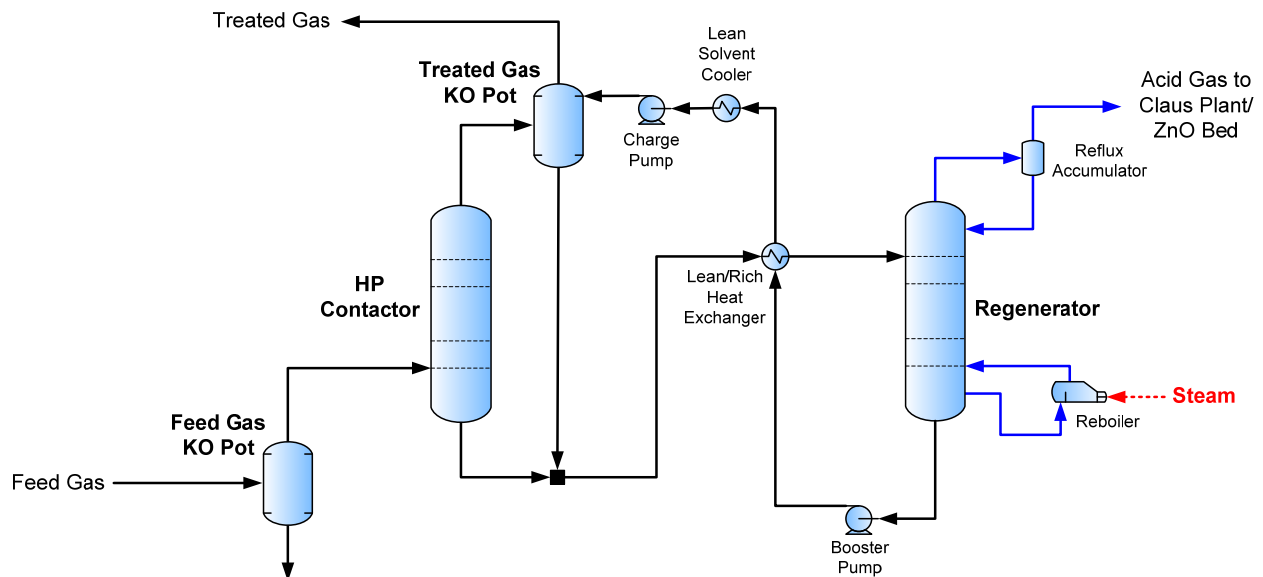 Treated Gas
Treated Gas
KO Pot
Lean
Solvent
Cooler
Charge
Pump
Acid Gas to
Claus Plant/
ZnO Bed
Reflux
Accumulator
HP
Contactor
Lean/Rich
Heat
Exchanger
Regenerator
Steam
Reboiler
Feed Gas
KO Pot
Feed Gas
Booster
Pump